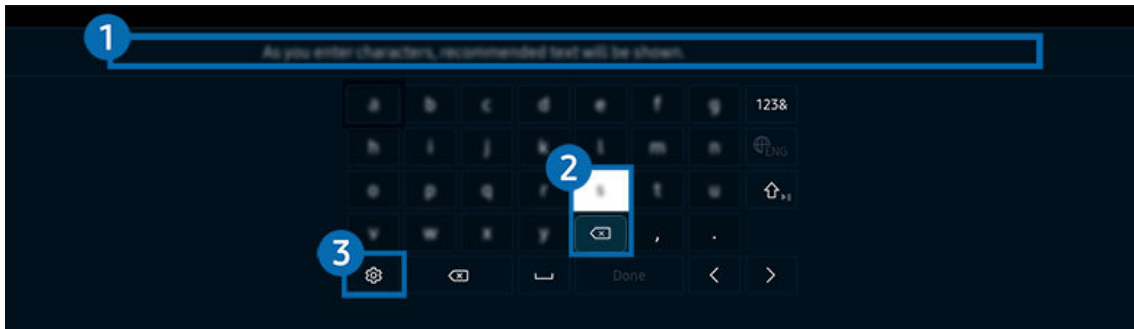 1
As you enter characters, recommended text will be shown.
a b c d e f g 123&
h i j k l m n ENG
2
o p q r s t u
v w x y , .
3
Done < >